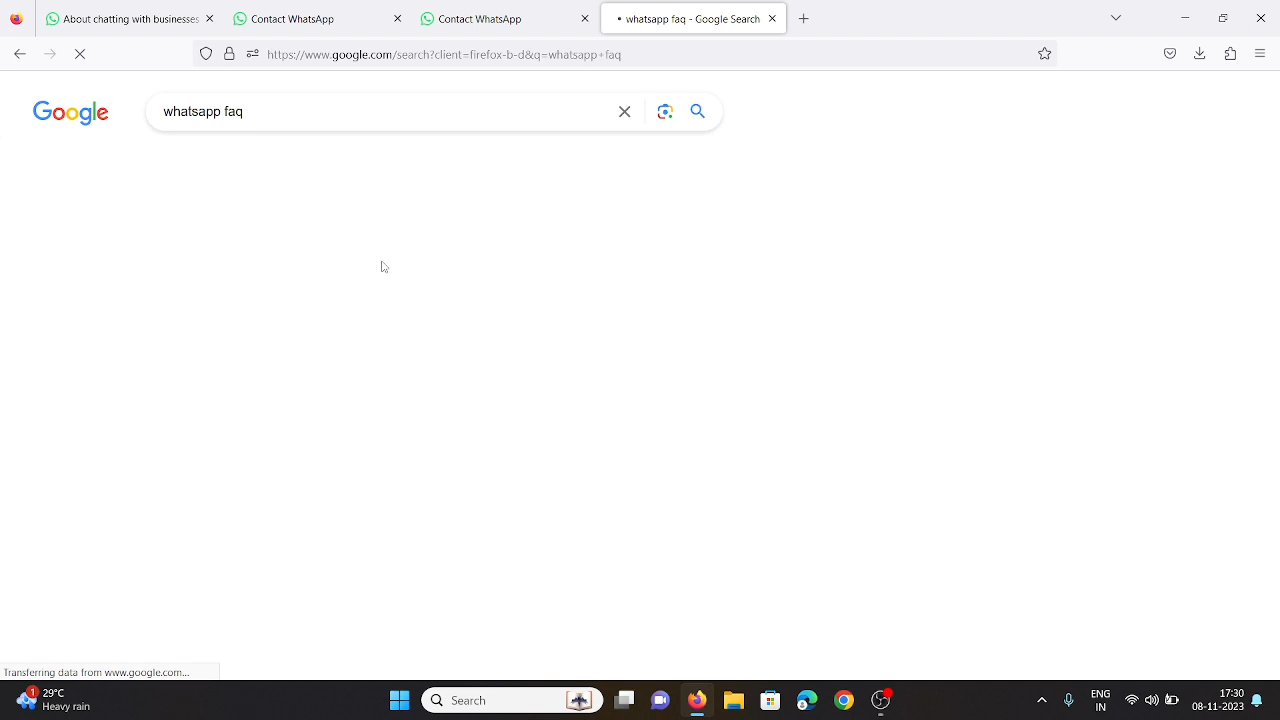 About chatting with businesses
Contact WhatsApp
Contact WhatsApp
whatsapp faq - Google Search
https://www.google.com/search?client=firefox-b-d&q=whatsapp+faq
Google
whatsapp faq
Transferring data from www.google.com...
1
29°C
Heavy rain
Search
ENG
IN
17:30
08-11-2023